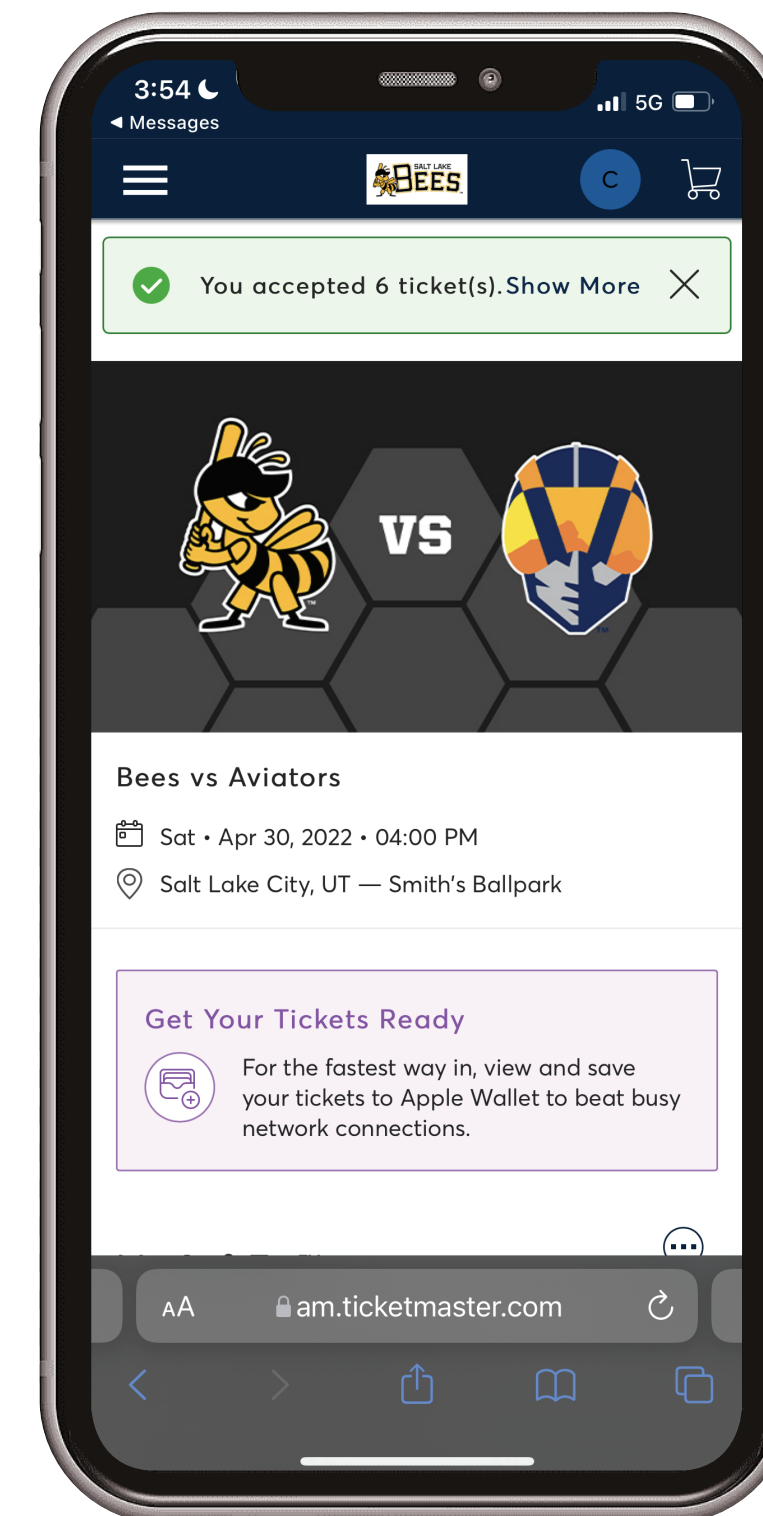 3:54
5G
Messages
SALT LAKE
BEES
C
You accepted 6 ticket(s). Show More
VS
TM
TM
Bees vs Aviators
Sat • Apr 30, 2022 • 04:00 PM
Salt Lake City, UT — Smith's Ballpark
Get Your Tickets Ready
For the fastest way in, view and save
your tickets to Apple Wallet to beat busy
network connections.
AA am.ticketmaster.com